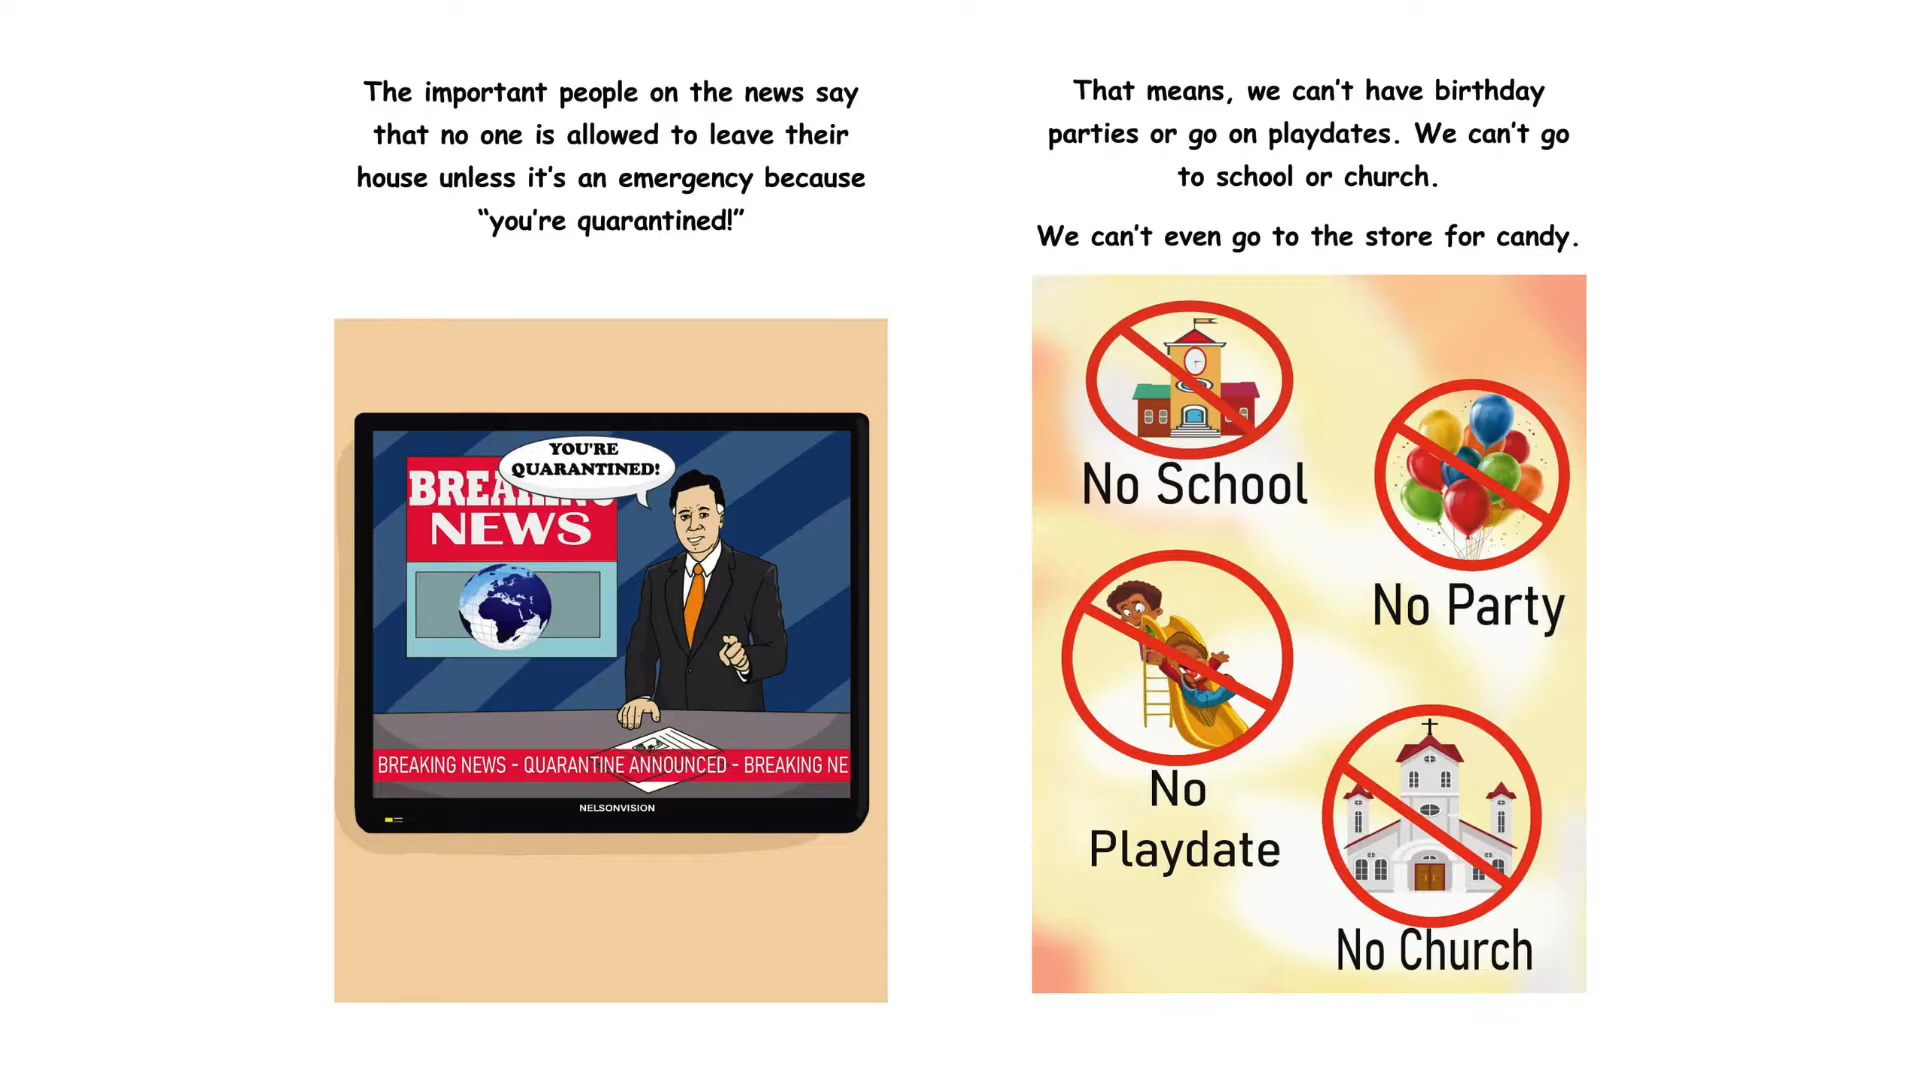 The important people on the news say
that no one is allowed to leave their
house unless it's an emergency because
“you're quarantined!”
YOU'RE
QUARANTINED!
BREAKING
NEWS
BREAKING NEWS - QUARANTINE ANNOUNCED - BREAKING NE
NELSONVISION
That means, we can't have birthday
parties or go on playdates. We can't go
to school or church.
We can't even go to the store for candy.
No School
No Party
No
Playdate
No Church